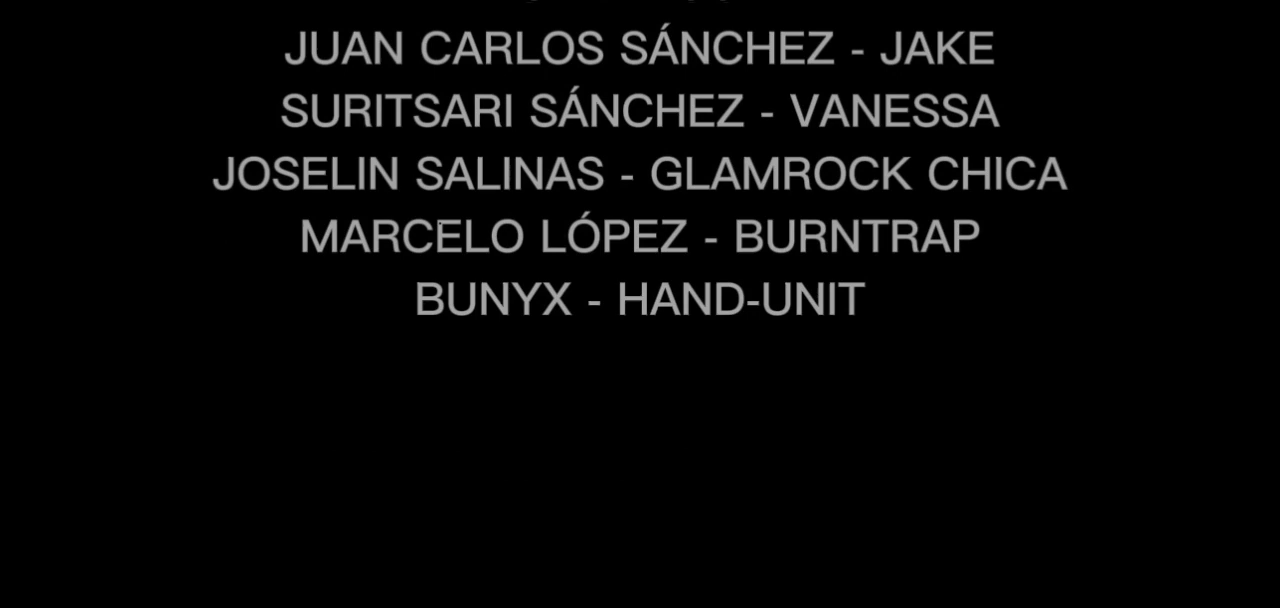 JUAN CARLOS SÁNCHEZ - JAKE
SURITSARI SÁNCHEZ - VANESSA
JOSELIN SALINAS - GLAMROCK CHICA
MARCELO LÓPEZ - BURNTRAP
BUNYX - HAND-UNIT